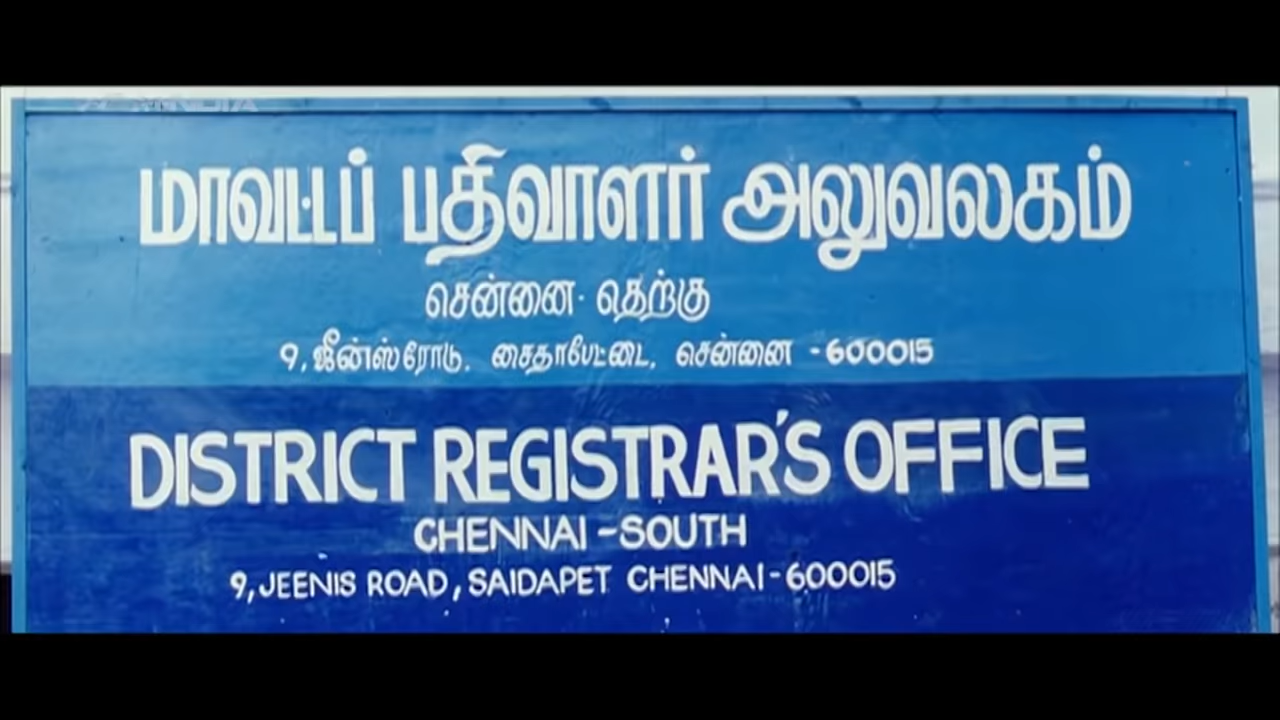 மாவட்டப் பதிவாளர் அலுவலகம்
சென்னை - தெற்கு
9, ஜீன்ஸ் ரோடு, சைதாபேட்டை, சென்னை - 600015
DISTRICT REGISTRAR'S OFFICE
CHENNAI - SOUTH
9, JEENIS ROAD, SAIDAPET CHENNAI - 600015